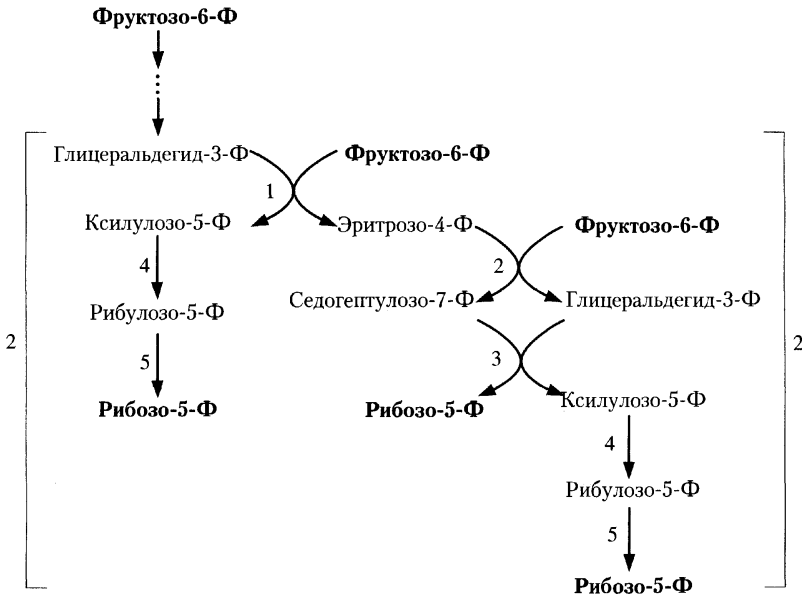 Фруктозо-6-Ф
Глицеральдегид-3-Ф
Фруктозо-6-Ф
1
Ксилулозо-5-Ф
Эритрозо-4-Ф
Фруктозо-6-Ф
4
2
Рибулозо-5-Ф
Седогептулозо-7-Ф
Глицеральдегид-3-Ф
2
2
5
3
Рибозо-5-Ф
Рибозо-5-Ф
Ксилулозо-5-Ф
4
Рибулозо-5-Ф
5
Рибозо-5-Ф